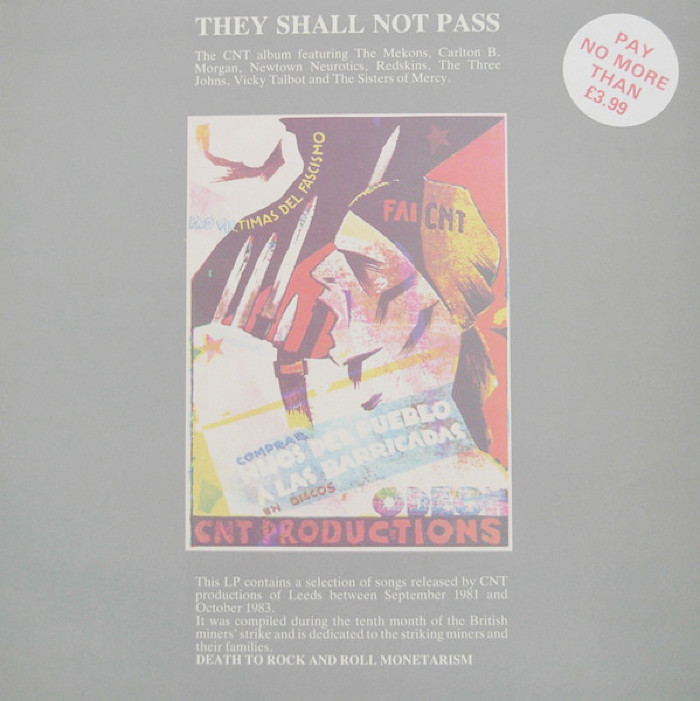 THEY SHALL NOT PASS
The CNT album featuring The Mekons, Carlton B.
Morgan, Newtown Neurotics, Redskins, The Three
Johns, Vicky Talbot and The Sisters of Mercy.
PAY
NO MORE
THAN
£3.99
VICTIMAS DEL FASCISMO
FAI CNT
COMPRAR
HIJOS DEL PUEBLO
A LAS BARRICADAS
EN DISCOS
ODEON
CNT PRODUCTIONS
This LP contains a selection of songs released by CNT
productions of Leeds between September 1981 and
October 1983.
It was compiled during the tenth month of the British
miners' strike and is dedicated to the striking miners and
their families.
DEATH TO ROCK AND ROLL MONETARISM